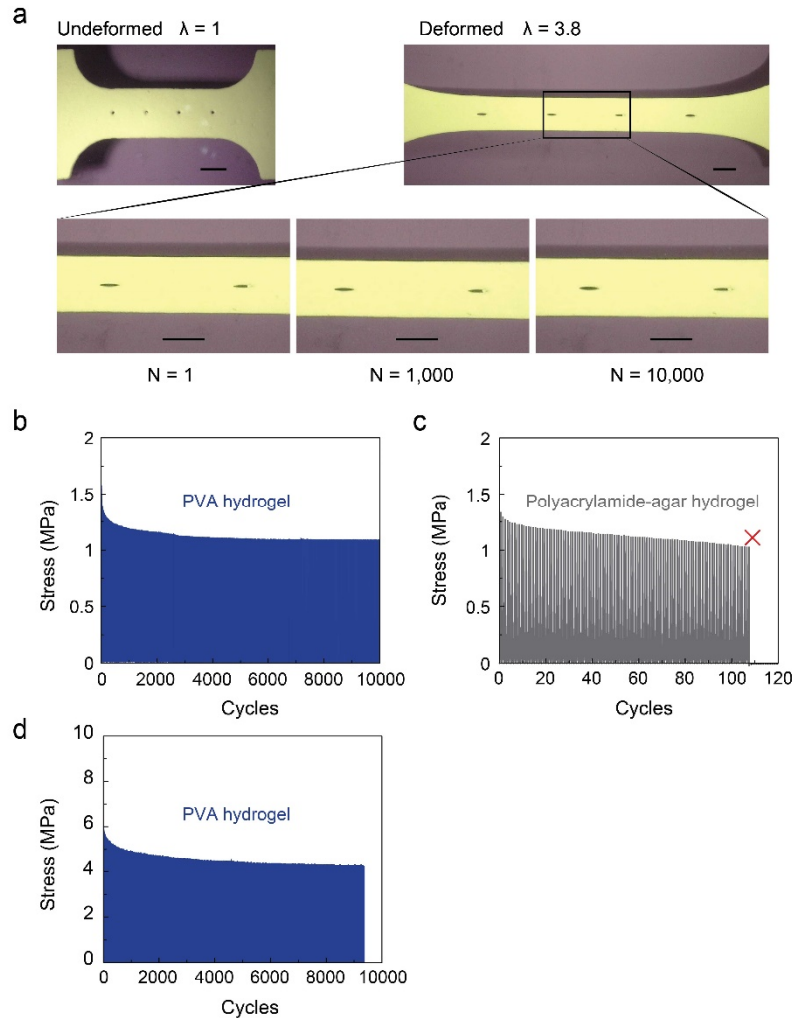 a
Undeformed λ = 1
Deformed λ = 3.8
N = 1
N = 1,000
N = 10,000
b
2
1.5
1
0.5
0
Stress (MPa)
PVA hydrogel
0 2000 4000 6000 8000 10000
Cycles
c
2
1.5
1
0.5
0
Stress (MPa)
Polyacrylamide-agar hydrogel
0 20 40 60 80 100 120
Cycles
d
10
8
6
4
2
0
Stress (MPa)
PVA hydrogel
0 2000 4000 6000 8000 10000
Cycles